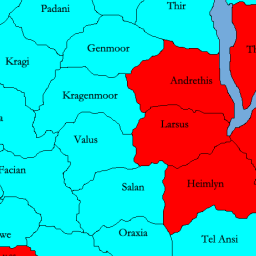 Padani
Thir
Genmoor
Th
Kragi
Andrethis
Kragenmoor
Larsus
Valus
Facian
Salan
Heimlyn
we
Oraxia
Tel Ansi